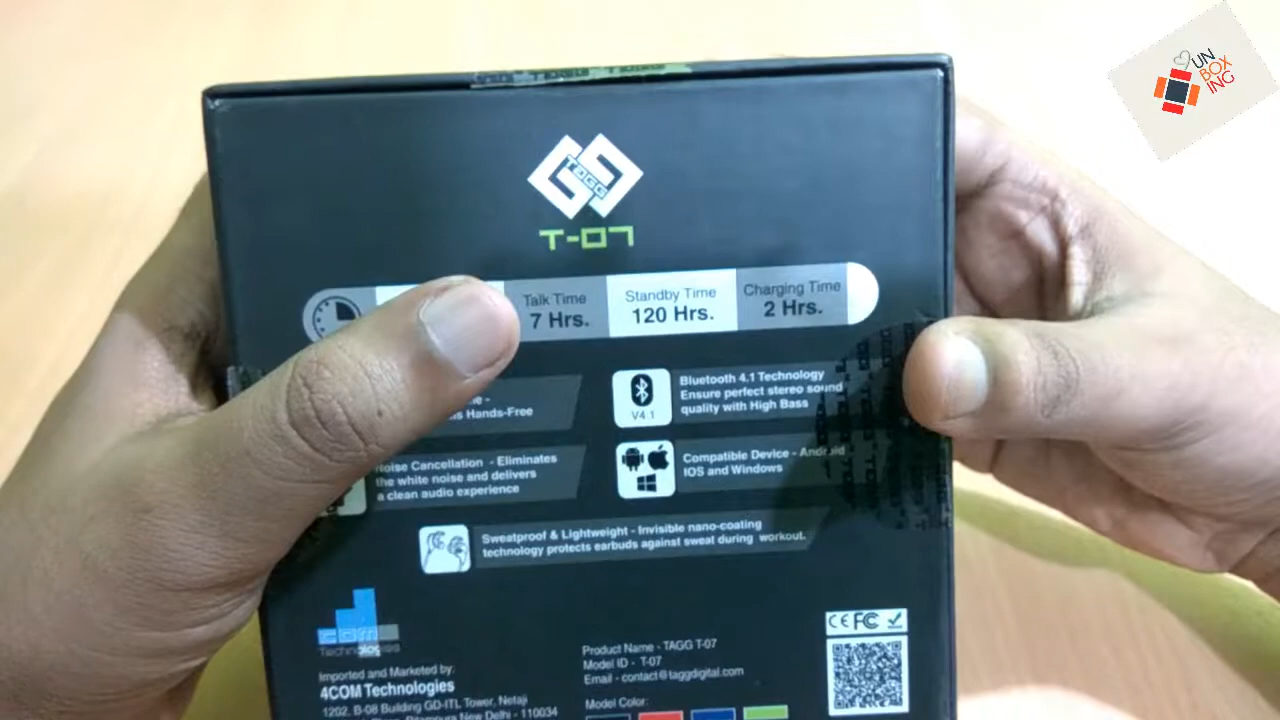 UN
BOX
ING
TAGG
T-07
Talk Time
7 Hrs.
Standby Time
120 Hrs.
Charging Time
2 Hrs.
Hands-Free
V4.1
Bluetooth 4.1 Technology
Ensure perfect stereo sound
quality with High Bass
Noise Cancellation - Eliminates
the white noise and delivers
a clean audio experience
Compatible Device - Android
IOS and Windows
Sweatproof & Lightweight - Invisible nano-coating
technology protects earbuds against sweat during workout.
com
Technologies
Imported and Marketed by:
4COM Technologies
1202, B-08 Building GD-ITL Tower, Netaji
Place, Pitampura New Delhi - 110034
Product Name - TAGG T-07
Model ID - T-07
Email - contact@taggdigital.com
Model Color:
CE FC